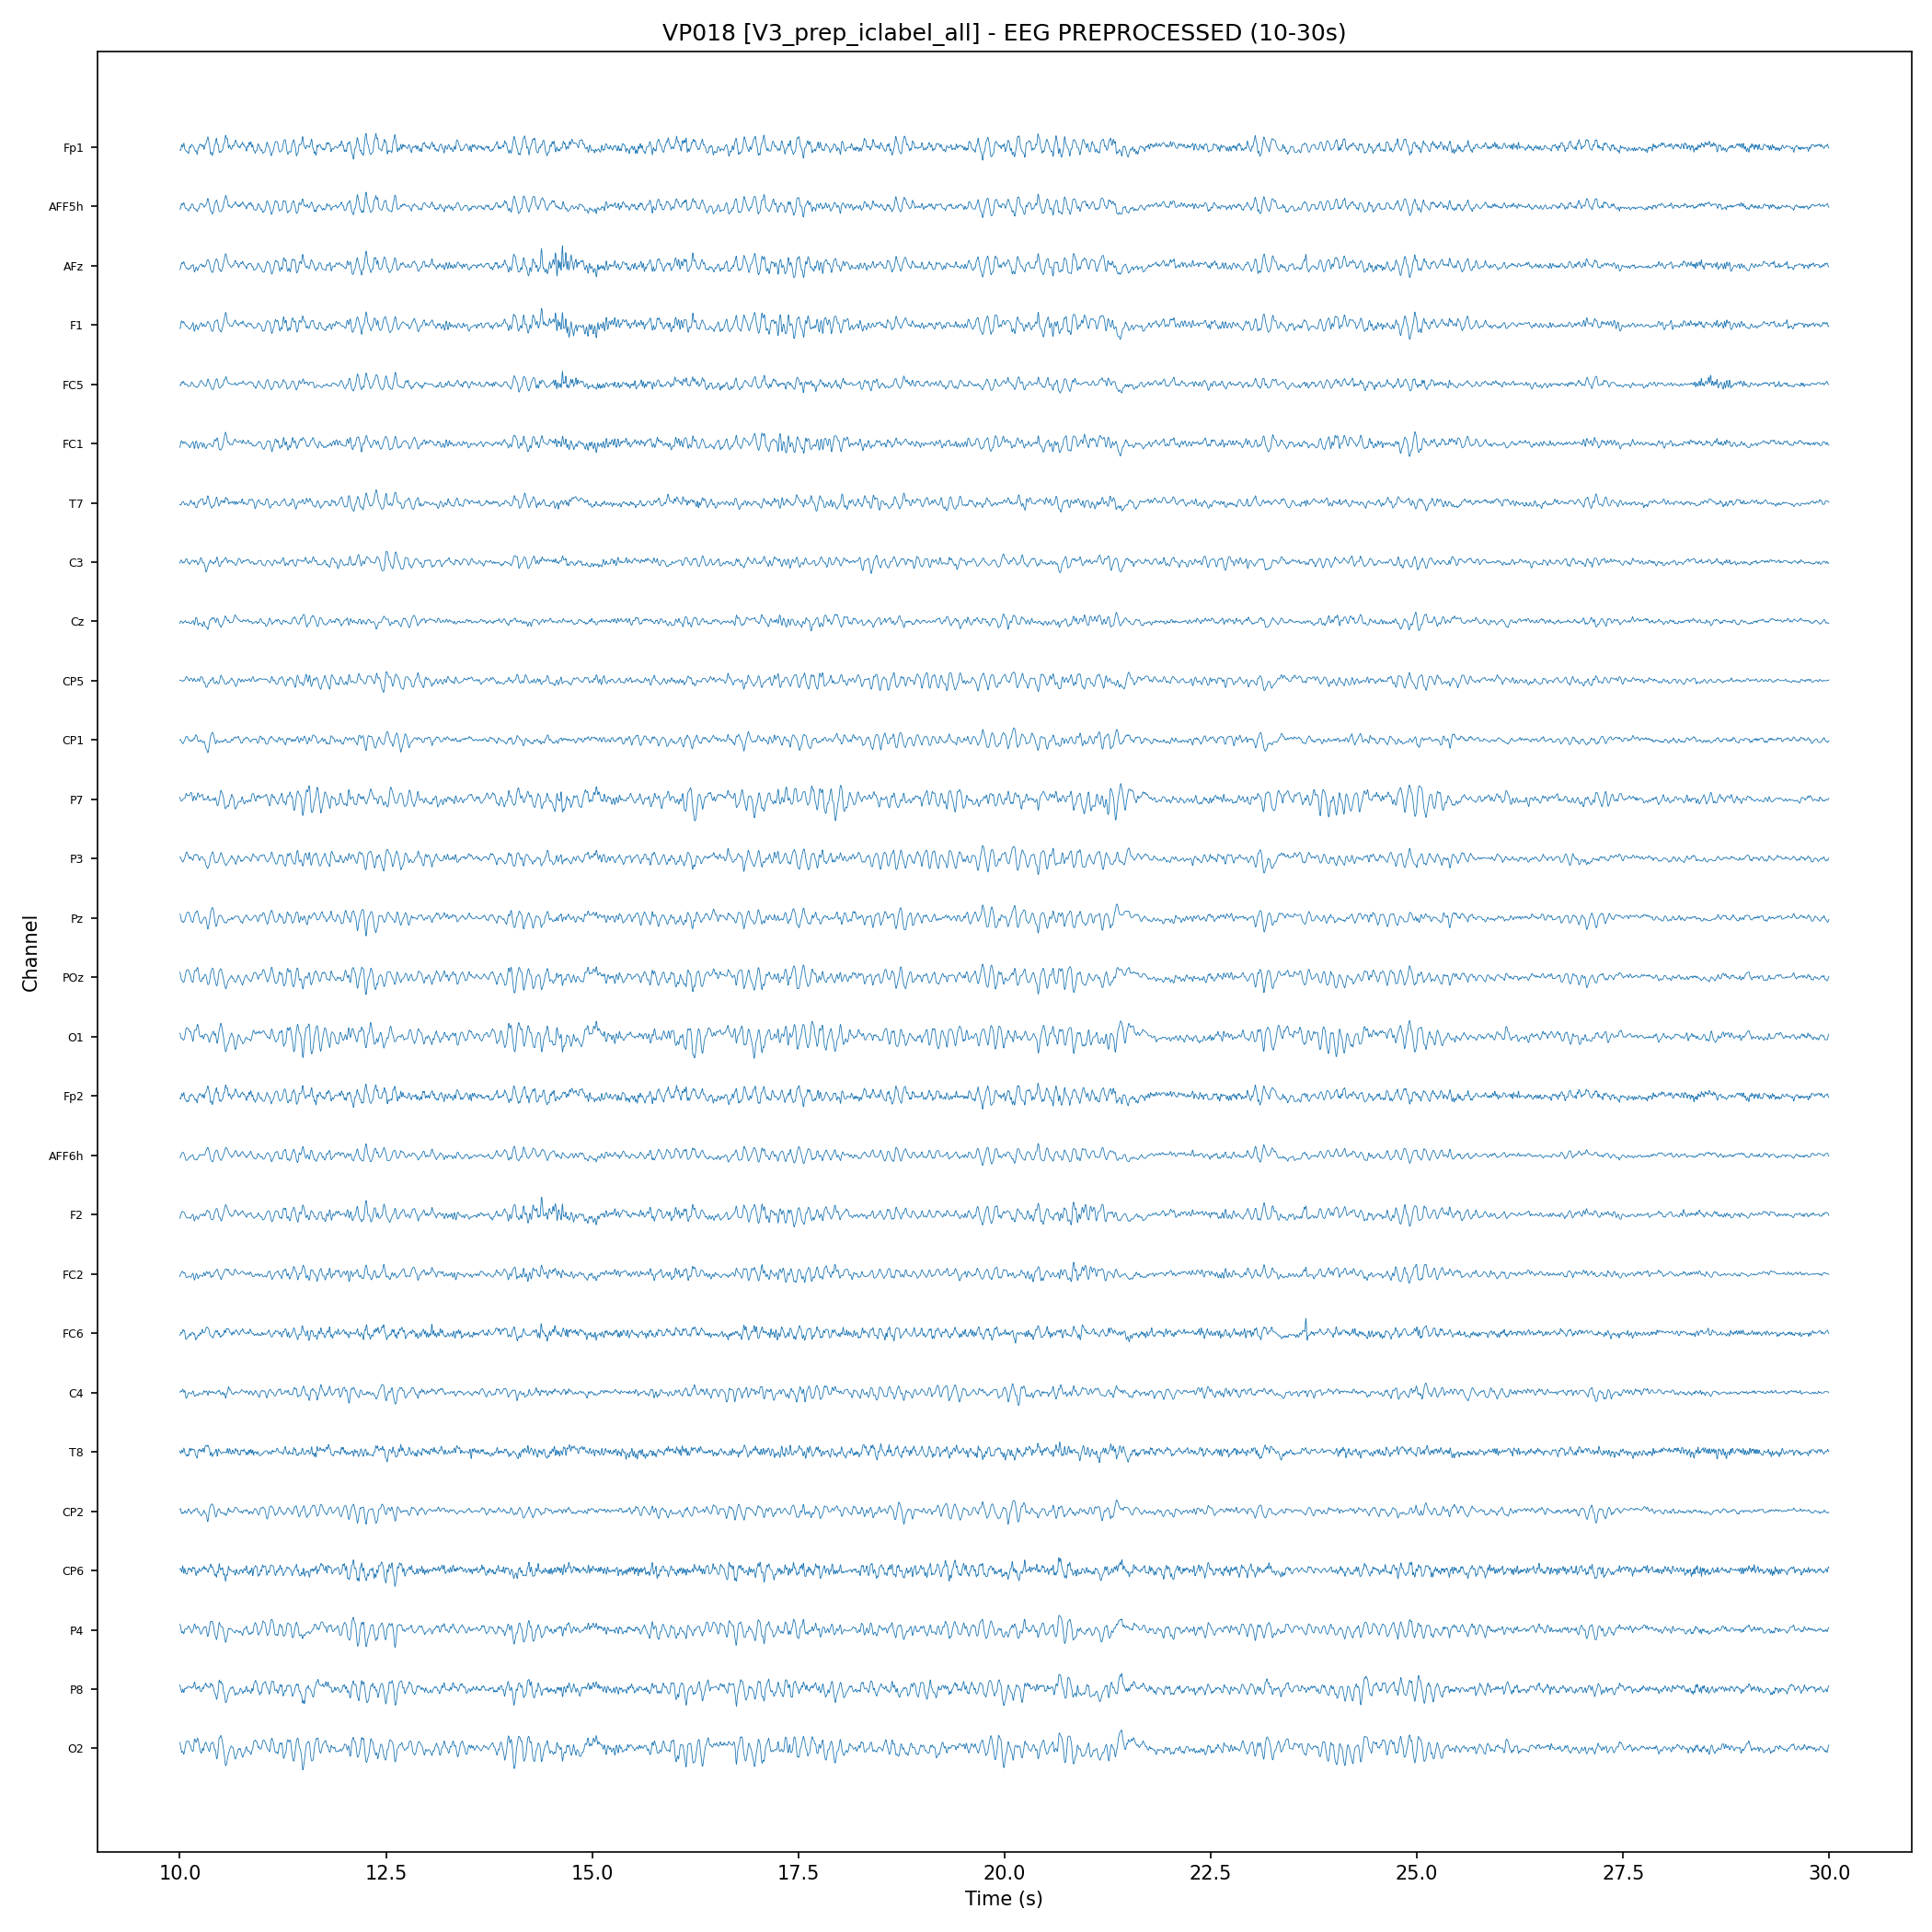 VP018 [V3_prep_iclabel_all] - EEG PREPROCESSED (10-30s)
Channel
Fp1
AFF5h
AFz
F1
FC5
FC1
T7
C3
Cz
CP5
CP1
P7
P3
Pz
POz
O1
Fp2
AFF6h
F2
FC2
FC6
C4
T8
CP2
CP6
P4
P8
O2
10.0 12.5 15.0 17.5 20.0 22.5 25.0 27.5 30.0
Time (s)